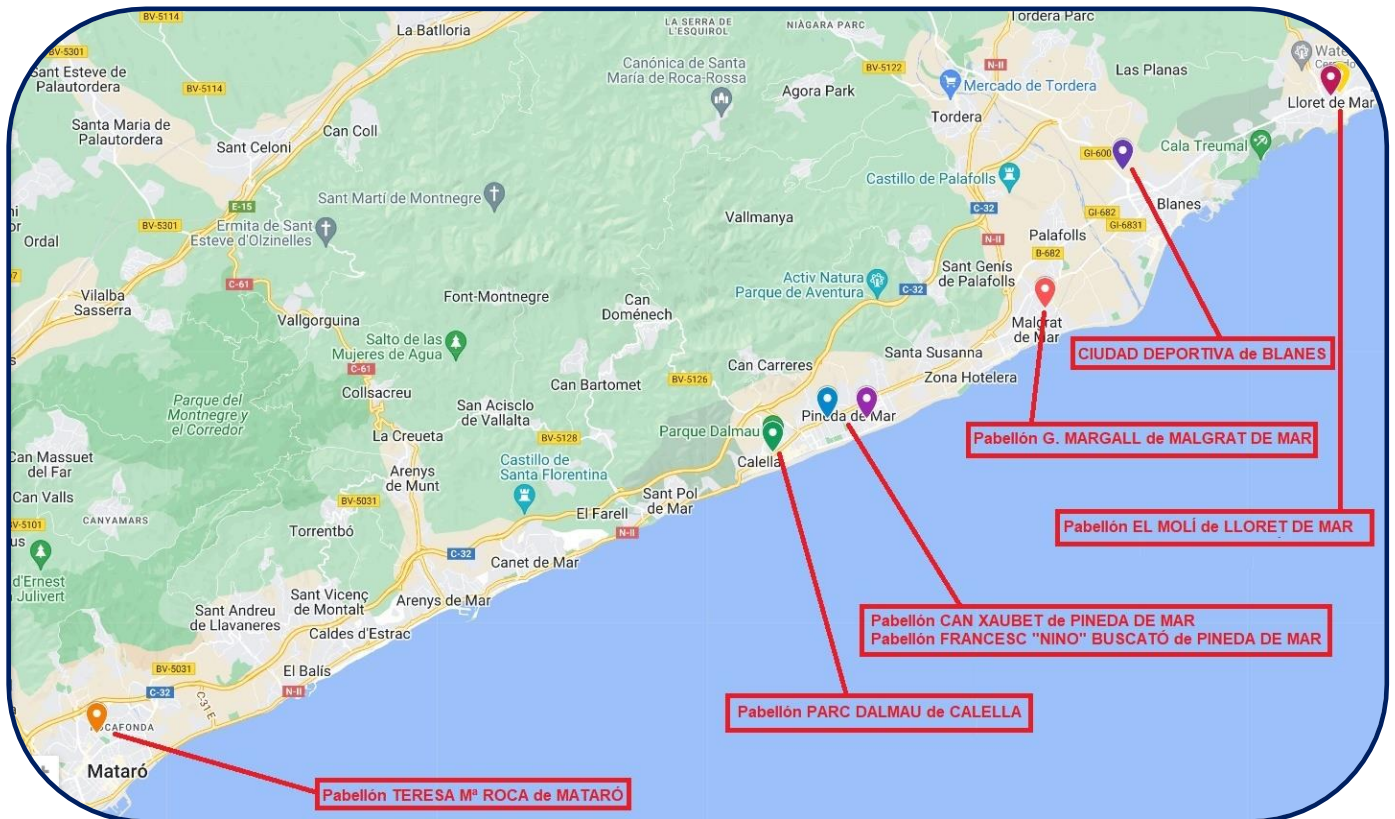 BV-5114
La Batlloria
LA SERRA DE
L'ESQUIROL
NIÀGARA PARC
Tordera Parc
BV-5301
Sant Esteve de
Palautordera
BV-5114
Canónica de Santa
María de Roca-Rossa
BV-5122
N-II
Las Planas
Wate
Agora Park
Mercado de Tordera
Lloret de Mar
Santa Maria de
Palautordera
Can Coll
Sant Celoni
Tordera
GI-600
Cala Treumal
Sant Martí de Montnegre
Castillo de Palafolls
E-15
C-32
Blanes
BV-5301
Ermita de Sant
Esteve d'Olzinelles
Vallmanya
GI-682
GI-6831
Ordal
N-II
Palafolls
B-682
Vilalba
Sasserra
C-61
Font-Montnegre
Activ Natura
Parque de Aventura
C-32
Sant Genís
de Palafolls
Vallgorguina
Can
Doménech
Malgrat
de Mar
Salto de las
Mujeres de Agua
CIUDAD DEPORTIVA de BLANES
C-61
Can Bartomet
BV-5126
Can Carreres
Santa Susanna
Zona Hotelera
Collsacreu
Parque del
Montnegre y
el Corredor
San Acisclo
de Vallalta
Pineda de Mar
La Creueta
BV-5128
Parque Dalmau
Pabellón G. MARGALL de MALGRAT DE MAR
Can Massuet
del Far
Arenys
de Munt
Castillo de
Santa Florentina
Calella
Can Valls
BV-5031
Sant Pol
de Mar
CANYAMARS
BV-5101
El Farell
Torrentbó
N-II
Pabellón EL MOLÍ de LLORET DE MAR
C-32
Canet de Mar
d'Ernest
Julivert
Sant Vicenç
de Montalt
Arenys de Mar
Sant Andreu
de Llavaneres
Caldes d'Estrac
Pabellón CAN XAUBET de PINEDA DE MAR
Pabellón FRANCESC "NINO" BUSCATÓ de PINEDA DE MAR
BV-5031
El Balís
C-32
C-31E
N-II
Pabellón PARC DALMAU de CALELLA
ROCAFONDA
Mataró
Pabellón TERESA Mª ROCA de MATARÓ